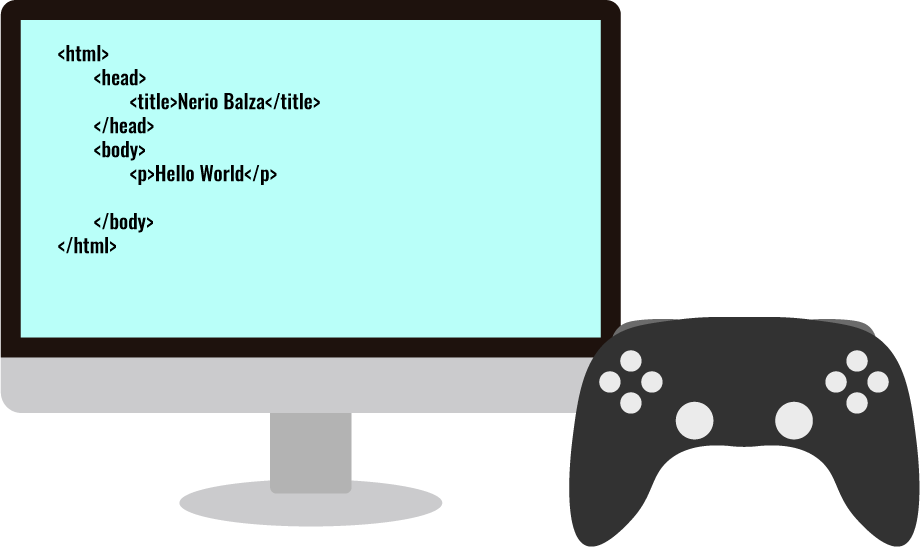 <html>
<head>
<title>Nerio Balza</title>
</head>
<body>
<p>Hello World</p>
</body>
</html>